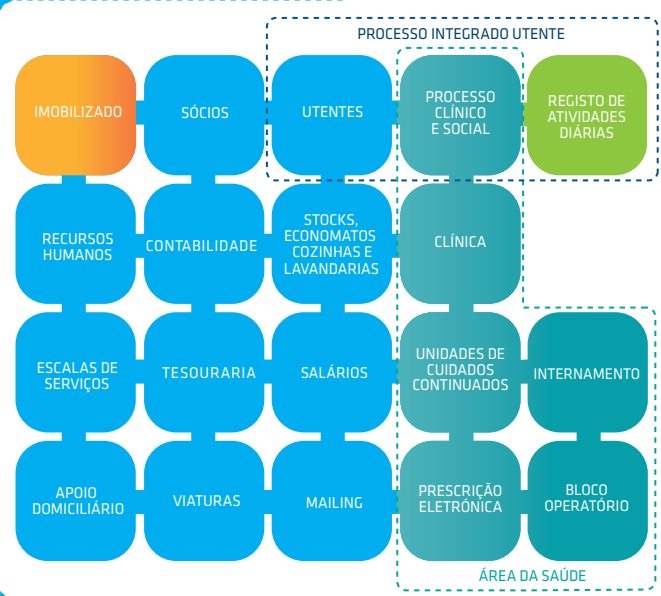 PROCESSO INTEGRADO UTENTE
IMOBILIZADO
SÓCIOS
UTENTES
PROCESSO
CLÍNICO
E SOCIAL
REGISTO DE
ATIVIDADES
DIÁRIAS
RECURSOS
HUMANOS
CONTABILIDADE
STOCKS,
ECONOMATOS
COZINHAS E
LAVANDARIAS
CLÍNICA
ESCALAS DE
SERVIÇOS
TESOURARIA
SALÁRIOS
UNIDADES DE
CUIDADOS
CONTINUADOS
INTERNAMENTO
APOIO
DOMICILIÁRIO
VIATURAS
MAILING
PRESCRIÇÃO
ELETRÓNICA
BLOCO
OPERATÓRIO
ÁREA DA SAÚDE